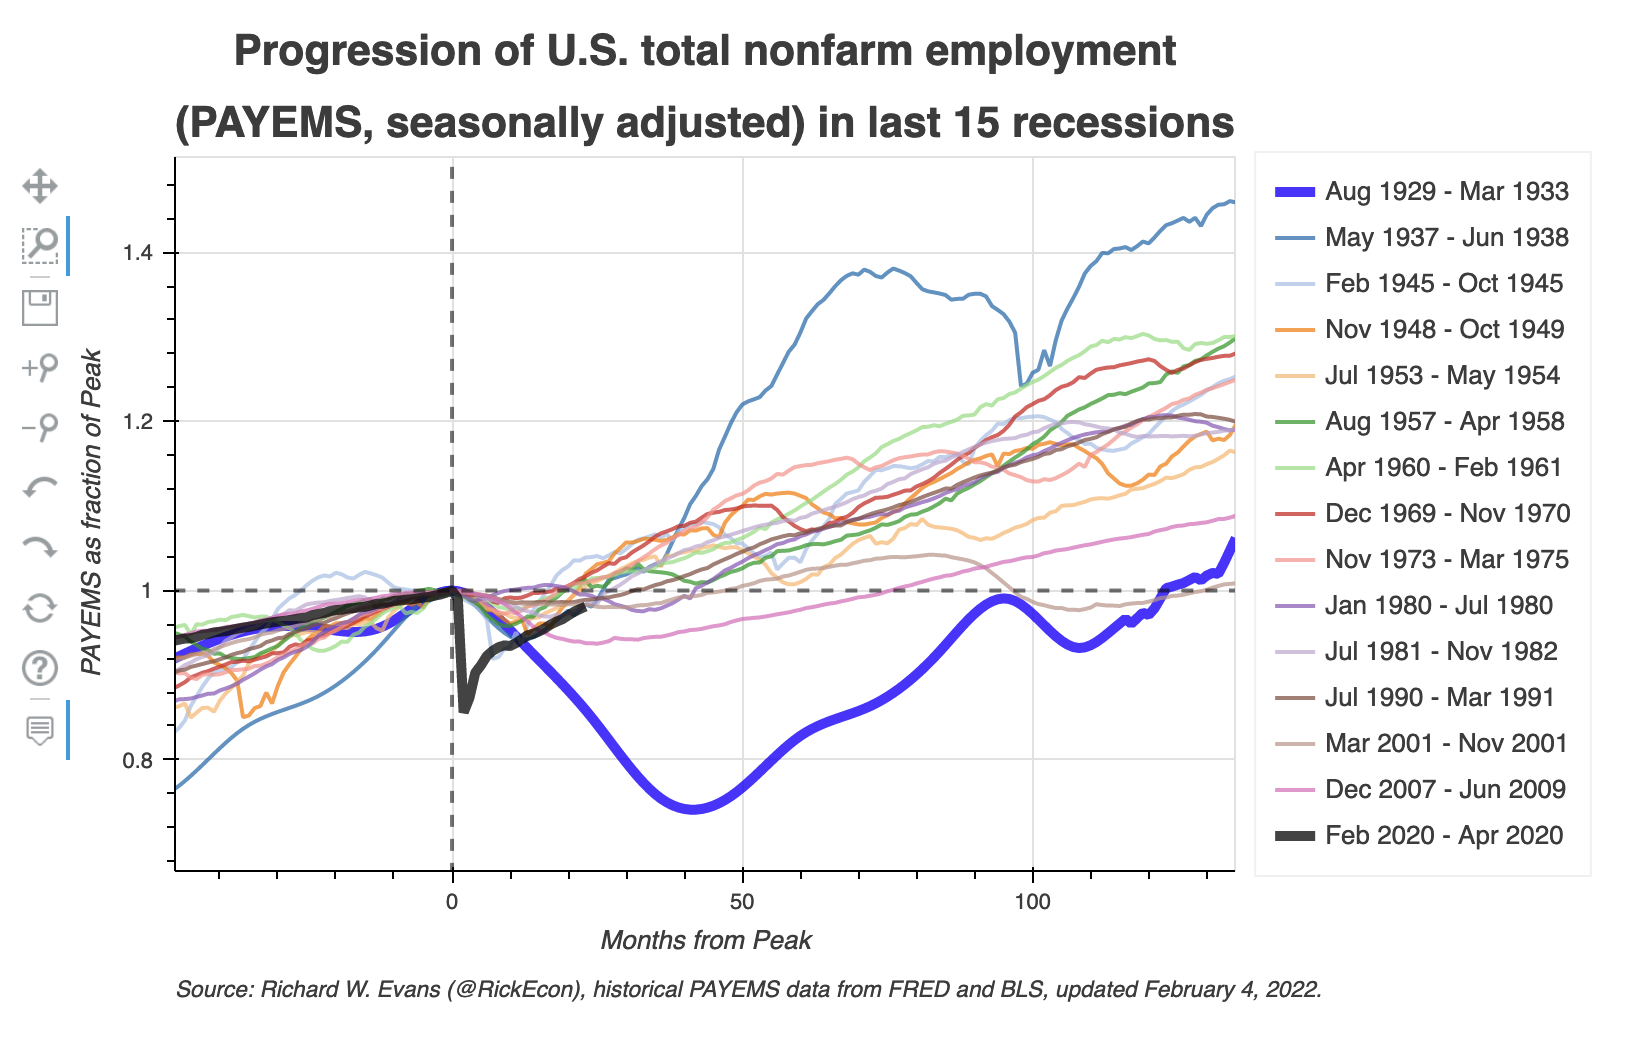 Progression of U.S. total nonfarm employment
(PAYEMS, seasonally adjusted) in last 15 recessions
PAYEMS as fraction of Peak
1.4
1.2
1
0.8
0
50
100
Months from Peak
Aug 1929 - Mar 1933
May 1937 - Jun 1938
Feb 1945 - Oct 1945
Nov 1948 - Oct 1949
Jul 1953 - May 1954
Aug 1957 - Apr 1958
Apr 1960 - Feb 1961
Dec 1969 - Nov 1970
Nov 1973 - Mar 1975
Jan 1980 - Jul 1980
Jul 1981 - Nov 1982
Jul 1990 - Mar 1991
Mar 2001 - Nov 2001
Dec 2007 - Jun 2009
Feb 2020 - Apr 2020
Source: Richard W. Evans (@RickEcon), historical PAYEMS data from FRED and BLS, updated February 4, 2022.